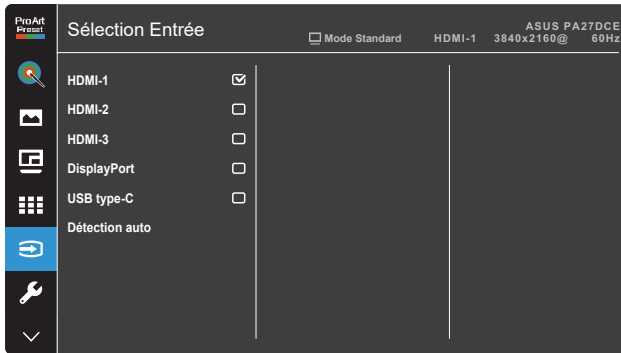 ProArt
Preset
Sélection Entrée
Mode Standard
HDMI-1
ASUS PA27DCE
3840x2160@ 60Hz
HDMI-1
HDMI-2
HDMI-3
DisplayPort
USB type-C
Détection auto